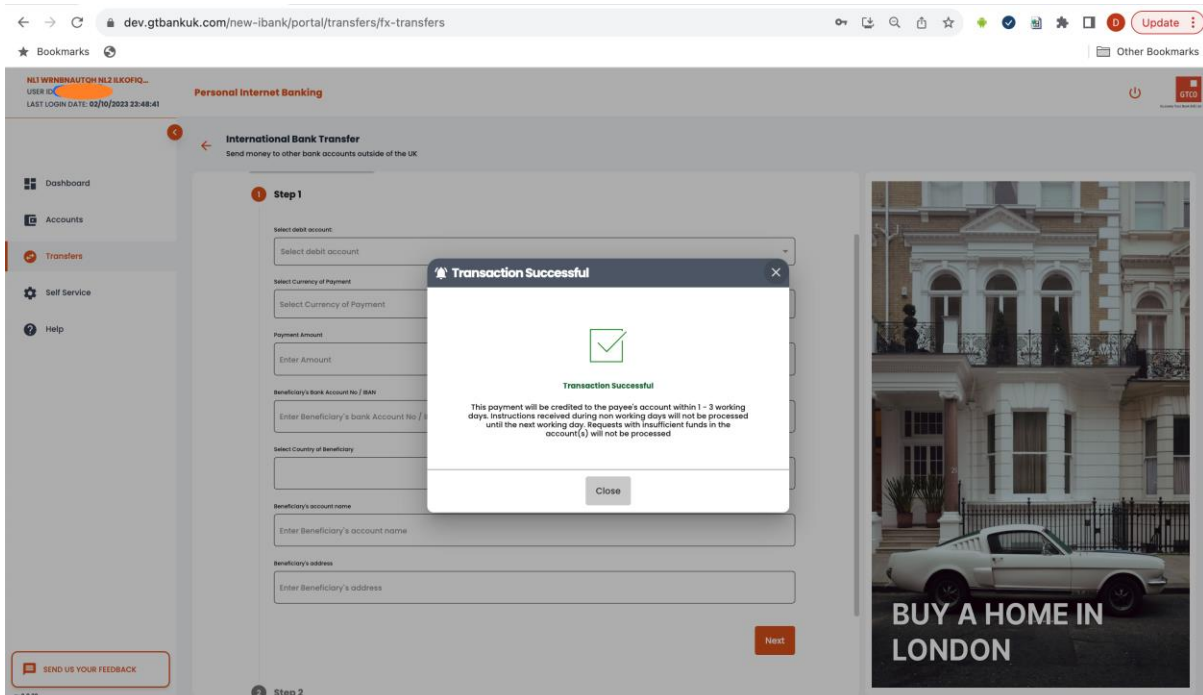 dev.gtbankuk.com/new-ibank/portal/transfers/fx-transfers
D
Update
Bookmarks
Other Bookmarks
NL1 WRNBNAUTQH NL2 ILKOFIQ...
USER ID
LAST LOGIN DATE: 02/10/2023 23:48:41
Personal Internet Banking
GTCO
International Bank Transfer
Send money to other bank accounts outside of the UK
Dashboard
Accounts
Transfers
Self Service
Help
1 Step 1
Select debit account:
Select debit account
Select Currency of Payment
Select Currency of Payment
Payment Amount
Enter Amount
Beneficiary's Bank Account No / IBAN
Enter Beneficiary's bank Account No /
Select Country of Beneficiary
Beneficiary's account name
Enter Beneficiary's account name
Beneficiary's address
Enter Beneficiary's address
Next
2 Step 2
Transaction Successful
Transaction Successful
This payment will be credited to the payee's account within 1 - 3 working
days. Instructions received during non working days will not be processed
until the next working day. Requests with insufficient funds in the
account(s) will not be processed
Close
BUY A HOME IN
LONDON
SEND US YOUR FEEDBACK